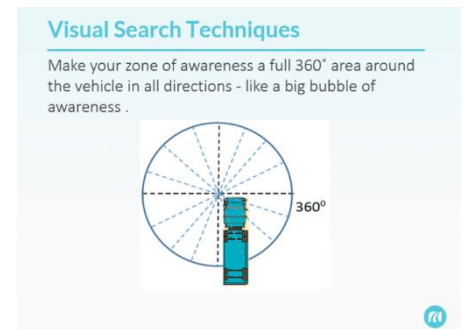 Visual Search Techniques
Make your zone of awareness a full 360˚ area around
the vehicle in all directions - like a big bubble of
awareness .
360⁰